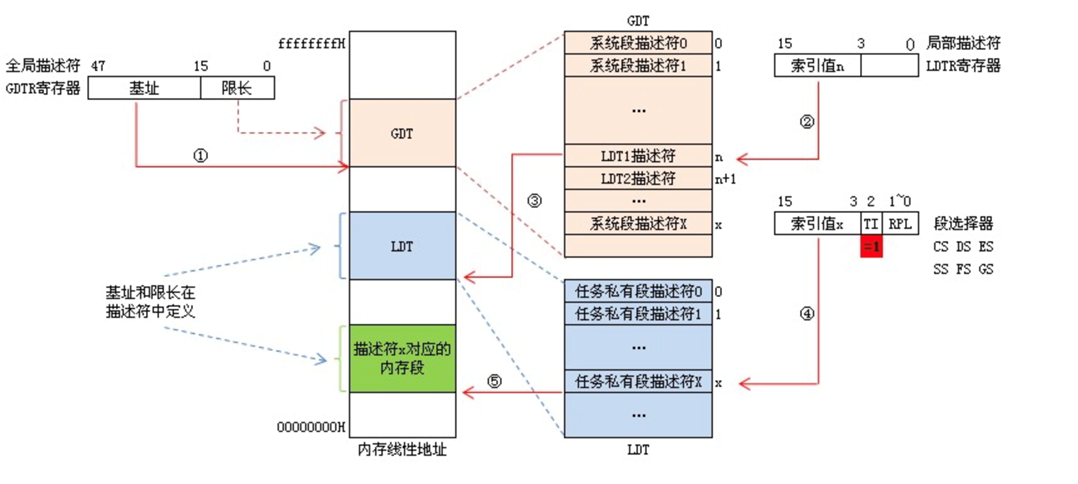 GDT
ffffffffH
全局描述符 47 15 0
GDTR寄存器 基址 限长
系统段描述符0 0
系统段描述符1 1
...
15 3 0 局部描述符
索引值n LDTR寄存器
①
GDT
②
LDT1描述符 n
LDT2描述符 n+1
...
系统段描述符X x
③
15 3 2 1~0
索引值x TI RPL 段选择器
=1 CS DS ES
SS FS GS
LDT
基址和限长在
描述符中定义
任务私有段描述符0 0
任务私有段描述符1 1
...
④
描述符x对应的
内存段
⑤
任务私有段描述符X x
...
00000000H
内存线性地址
LDT